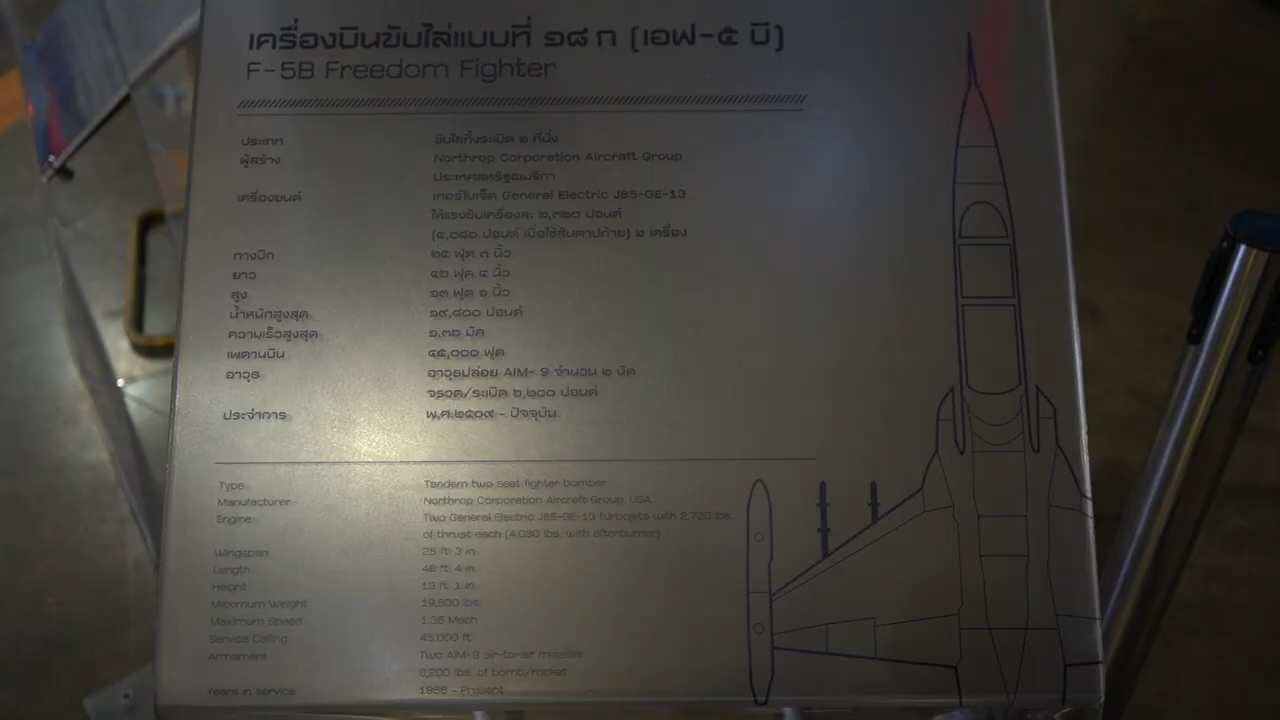 เครื่องบินขับไล่แบบที่ ๑๘ ก (เอฟ-๕ บี)
F-5B Freedom Fighter
ประเภท ขับไล่ทิ้งระเบิด ๒ ที่นั่ง
ผู้สร้าง Northrop Corporation Aircraft Group
ประเทศสหรัฐอเมริกา
เครื่องยนต์ เทอร์โบเจ็ต General Electric J85-GE-13
ให้แรงขับเครื่องละ ๒,๗๒๐ ปอนด์
(๔,๐๘๐ ปอนด์ เมื่อใช้สันดาปท้าย) ๒ เครื่อง
กางปีก ๒๕ ฟุต ๓ นิ้ว
ยาว ๔๖ ฟุต ๔ นิ้ว
สูง ๑๓ ฟุต ๑ นิ้ว
น้ำหนักสูงสุด ๑๙,๘๐๐ ปอนด์
ความเร็วสูงสุด ๑.๓๖ มัค
เพดานบิน ๔๕,๐๐๐ ฟุต
อาวุธ อาวุธปล่อย AIM- 9 จำนวน ๒ นัด
จรวด/ระเบิด ๖,๒๐๐ ปอนด์
ประจำการ พ.ศ.๒๕๐๙ - ปัจจุบัน
Type Tandem two seat fighter bomber
Manufacturer Northrop Corporation Aircraft Group, USA
Engine Two General Electric J85-GE-13 turbojets with 2,720 lbs.
of thrust each (4,080 lbs. with afterburner)
Wingspan 25 ft. 3 in.
Length 46 ft. 4 in.
Height 13 ft. 1 in.
Maximum Weight 19,800 lbs.
Maximum Speed 1.36 Mach
Service Ceiling 45,000 ft.
Armament Two AIM-9 air-to-air missiles
6,200 lbs. of bomb/rocket
Years in service 1966 - Present